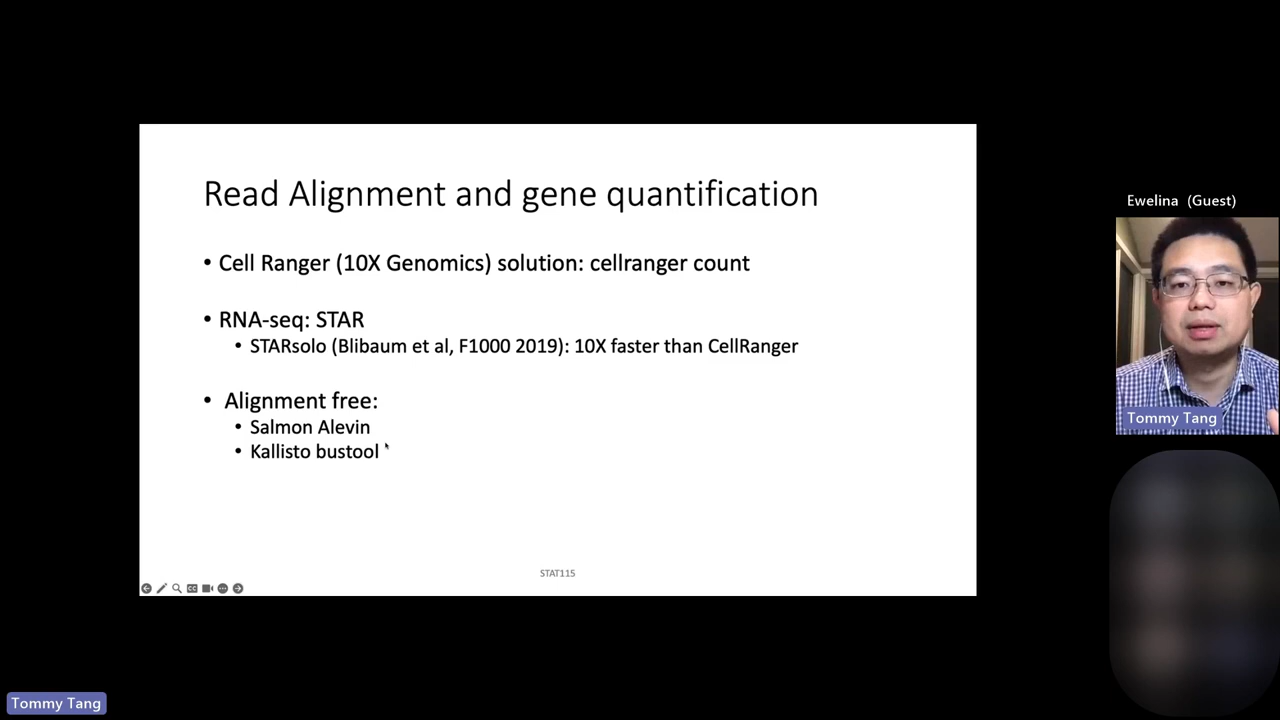 Read Alignment and gene quantification
• Cell Ranger (10X Genomics) solution: cellranger count
• RNA-seq: STAR
• STARsolo (Blibaum et al, F1000 2019): 10X faster than CellRanger
• Alignment free:
• Salmon Alevin
• Kallisto bustool
STAT115
Ewelina (Guest)
Tommy Tang
Tommy Tang